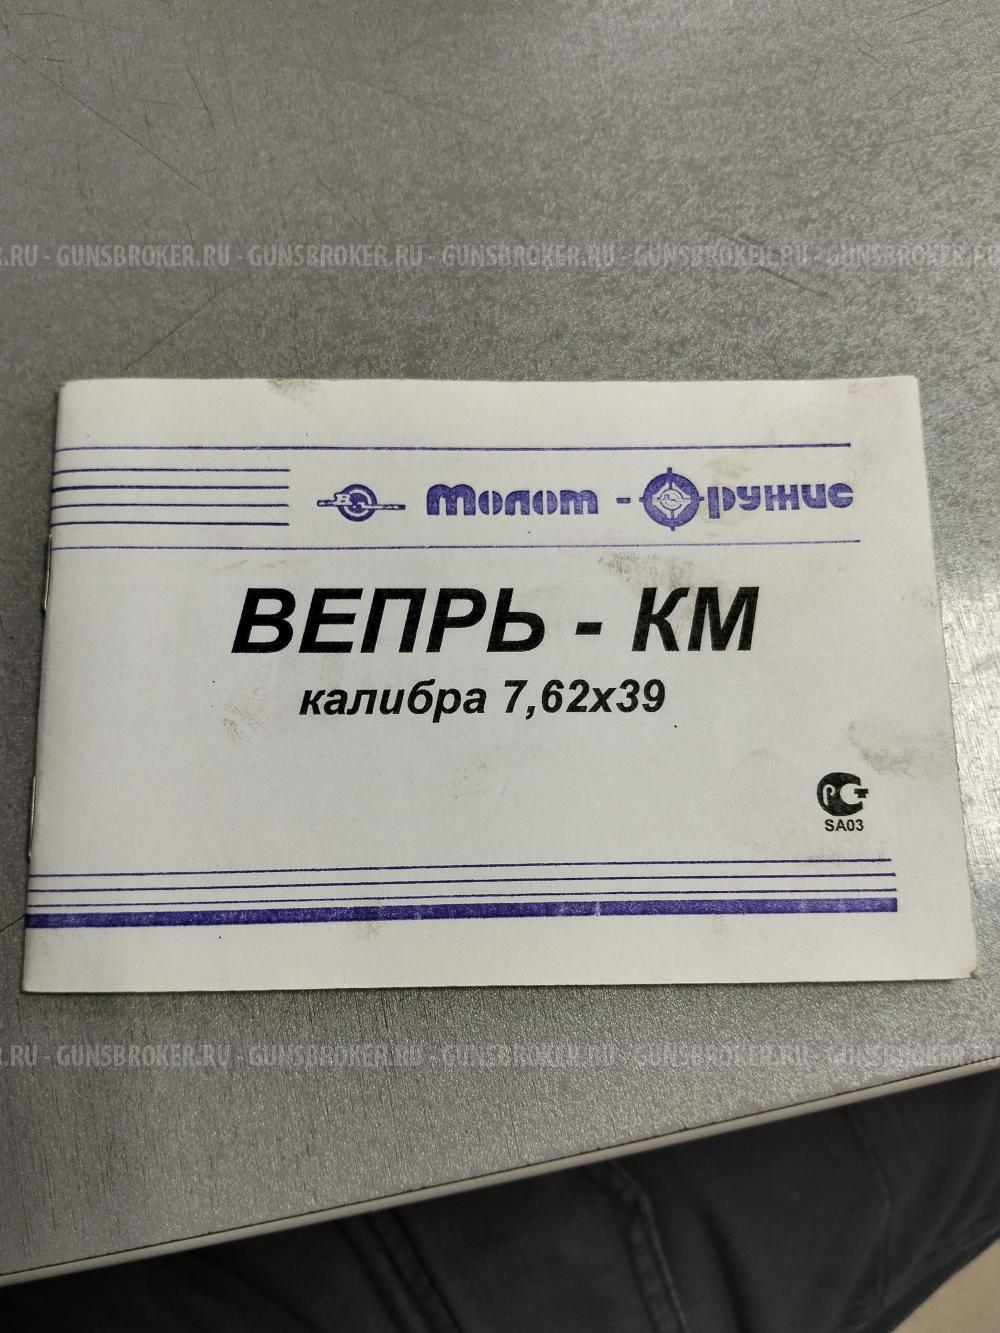 R.RU - GUNSBROKER.RU - GUNSBROKER.RU - GUNSBROKER.RU - GUNSBROKER.RU - GUNSBROKER.RU
Молот - Оружие
ВЕПРЬ - КМ
калибра 7,62х39
РСТ
SA03
R.RU - GUNSBROKER.RU - GUNSBROKER.RU - GUNSBROKER.RU - GUNSBROKER.RU - GUNSBROKER.RU